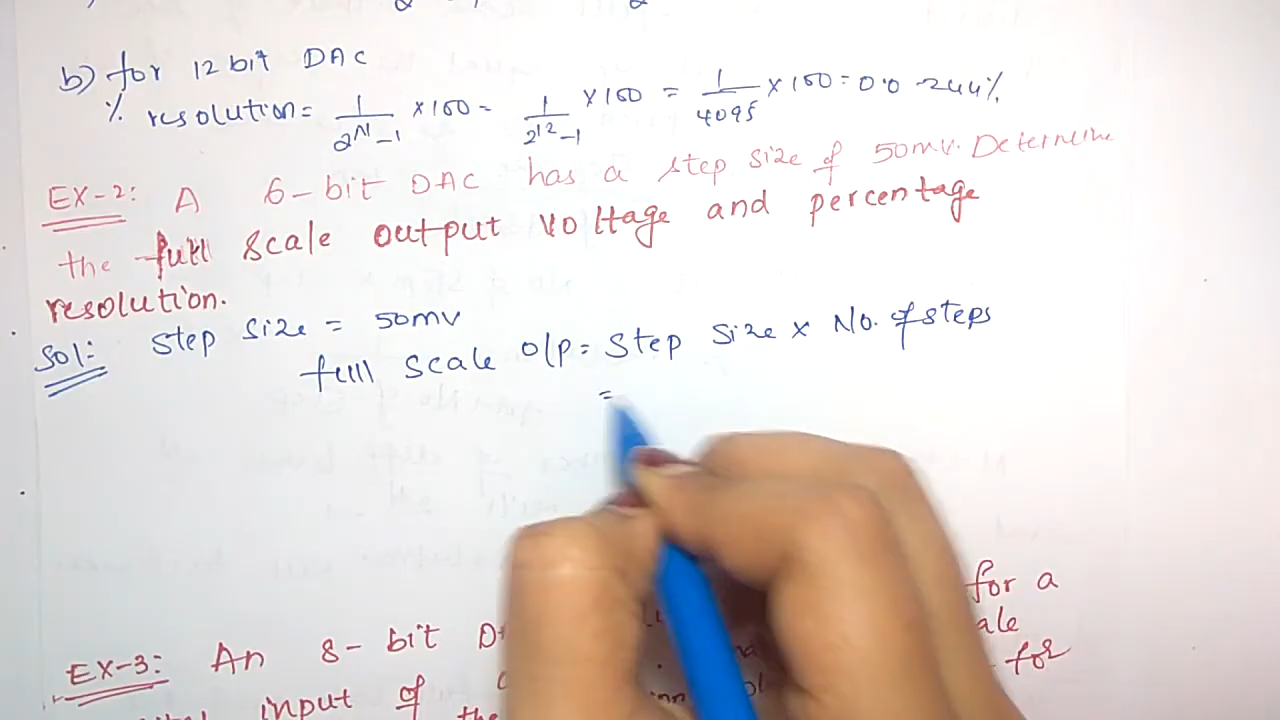 b) for 12 bit DAC
% resolution = 1/2^N-1 × 100 = 1/2^12-1 × 100 = 1/4095 × 100 = 0.0244%
EX-2: A 6-bit DAC has a step size of 50mv. Determine
the full scale output voltage and percentage
resolution.
Sol: step size = 50mv
full scale o/p = step size × No. of steps
=
EX-3: An 8-bit for a
ale
input of the for